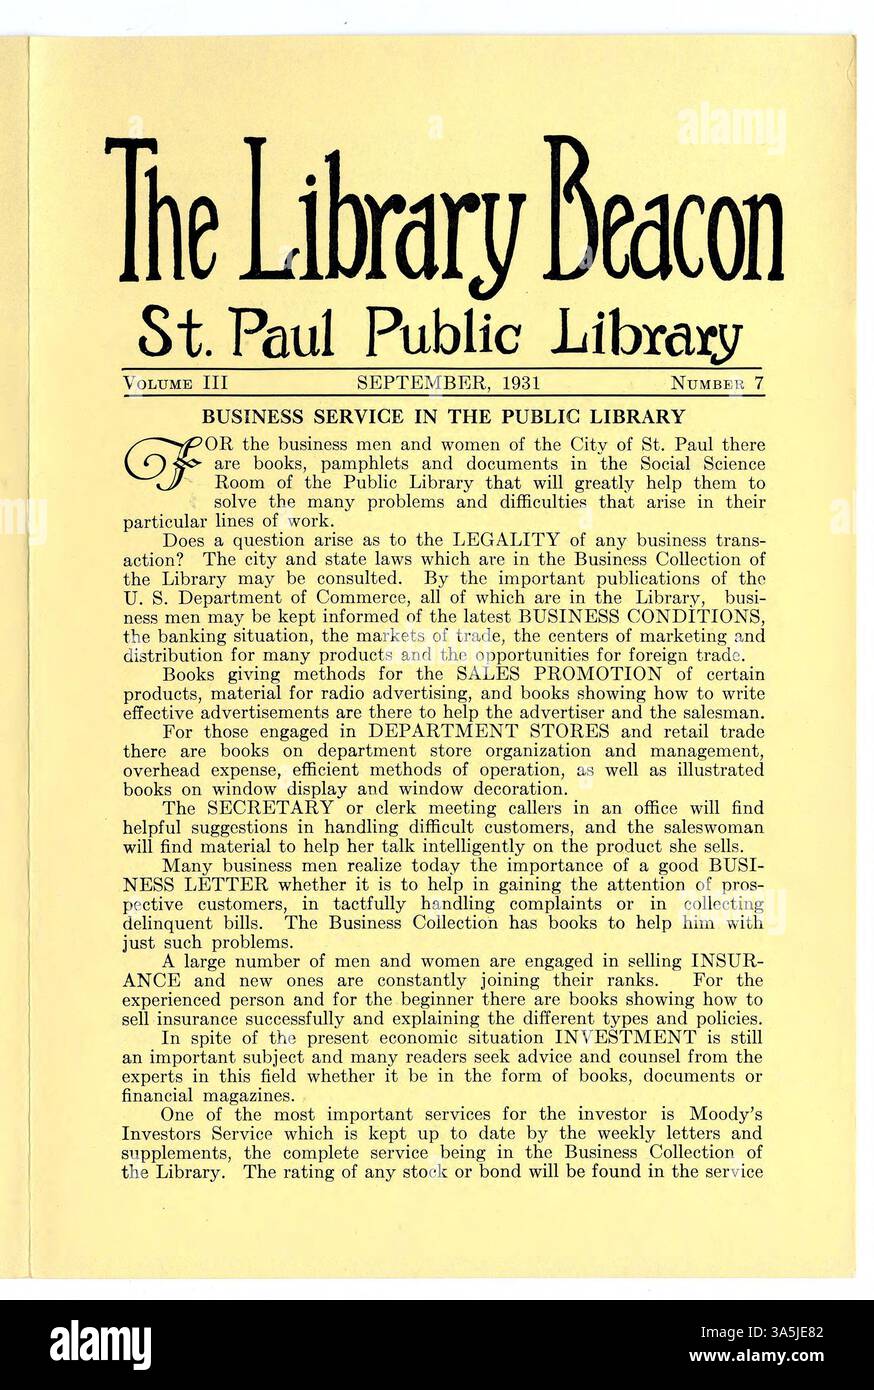 The Library Beacon
St. Paul Public Library
VOLUME III SEPTEMBER, 1931 NUMBER 7
BUSINESS SERVICE IN THE PUBLIC LIBRARY
FOR the business men and women of the City of St. Paul there
are books, pamphlets and documents in the Social Science
Room of the Public Library that will greatly help them to
solve the many problems and difficulties that arise in their
particular lines of work.
Does a question arise as to the LEGALITY of any business trans-
action? The city and state laws which are in the Business Collection of
the Library may be consulted. By the important publications of the
U. S. Department of Commerce, all of which are in the Library, busi-
ness men may be kept informed of the latest BUSINESS CONDITIONS,
the banking situation, the markets of trade, the centers of marketing and
distribution for many products and the opportunities for foreign trade.
Books giving methods for the SALES PROMOTION of certain
products, material for radio advertising, and books showing how to write
effective advertisements are there to help the advertiser and the salesman.
For those engaged in DEPARTMENT STORES and retail trade
there are books on department store organization and management,
overhead expense, efficient methods of operation, as well as illustrated
books on window display and window decoration.
The SECRETARY or clerk meeting callers in an office will find
helpful suggestions in handling difficult customers, and the saleswoman
will find material to help her talk intelligently on the product she sells.
Many business men realize today the importance of a good BUSI-
NESS LETTER whether it is to help in gaining the attention of pros-
pective customers, in tactfully handling complaints or in collecting
delinquent bills. The Business Collection has books to help him with
just such problems.
A large number of men and women are engaged in selling INSUR-
ANCE and new ones are constantly joining their ranks. For the
experienced person and for the beginner there are books showing how to
sell insurance successfully and explaining the different types and policies.
In spite of the present economic situation INVESTMENT is still
an important subject and many readers seek advice and counsel from the
experts in this field whether it be in the form of books, documents or
financial magazines.
One of the most important services for the investor is Moody's
Investors Service which is kept up to date by the weekly letters and
supplements, the complete service being in the Business Collection of
the Library. The rating of any stock or bond will be found in the service
alamy
Image ID: 3A5JE82
www.alamy.com